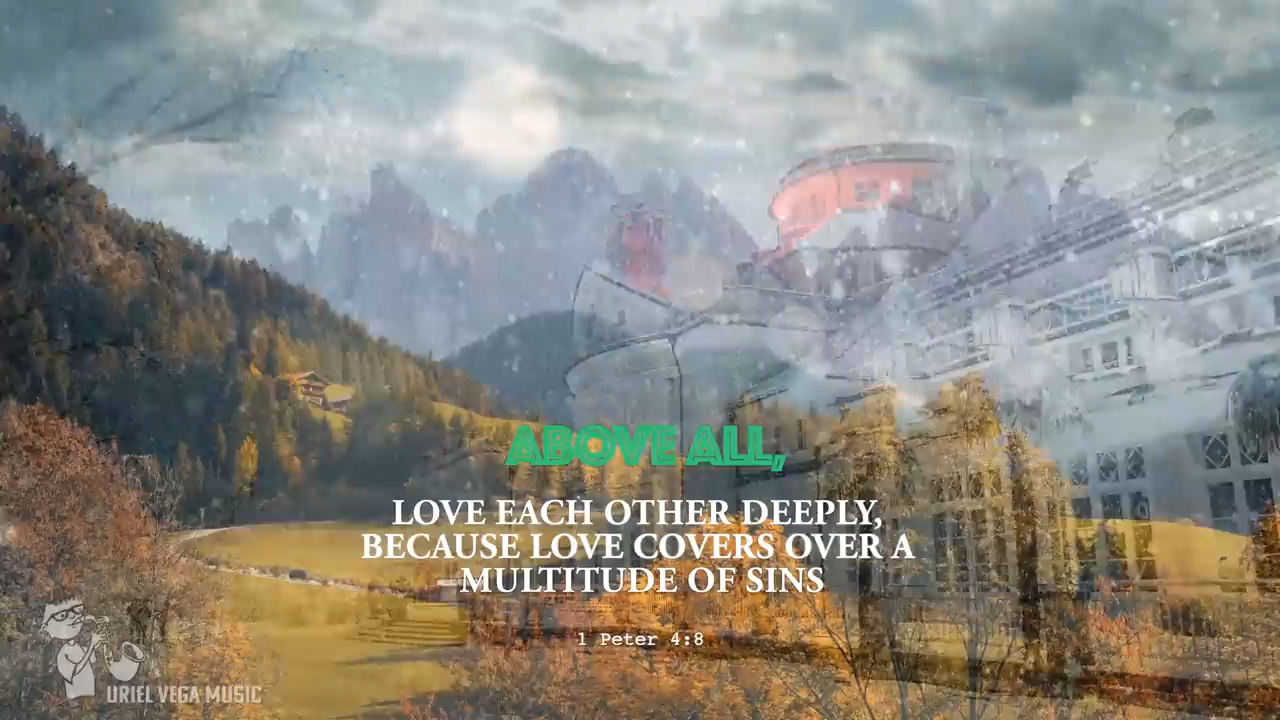 ABOVE ALL,
LOVE EACH OTHER DEEPLY,
BECAUSE LOVE COVERS OVER A
MULTITUDE OF SINS
1 Peter 4:8
URIEL VEGA MUSIC